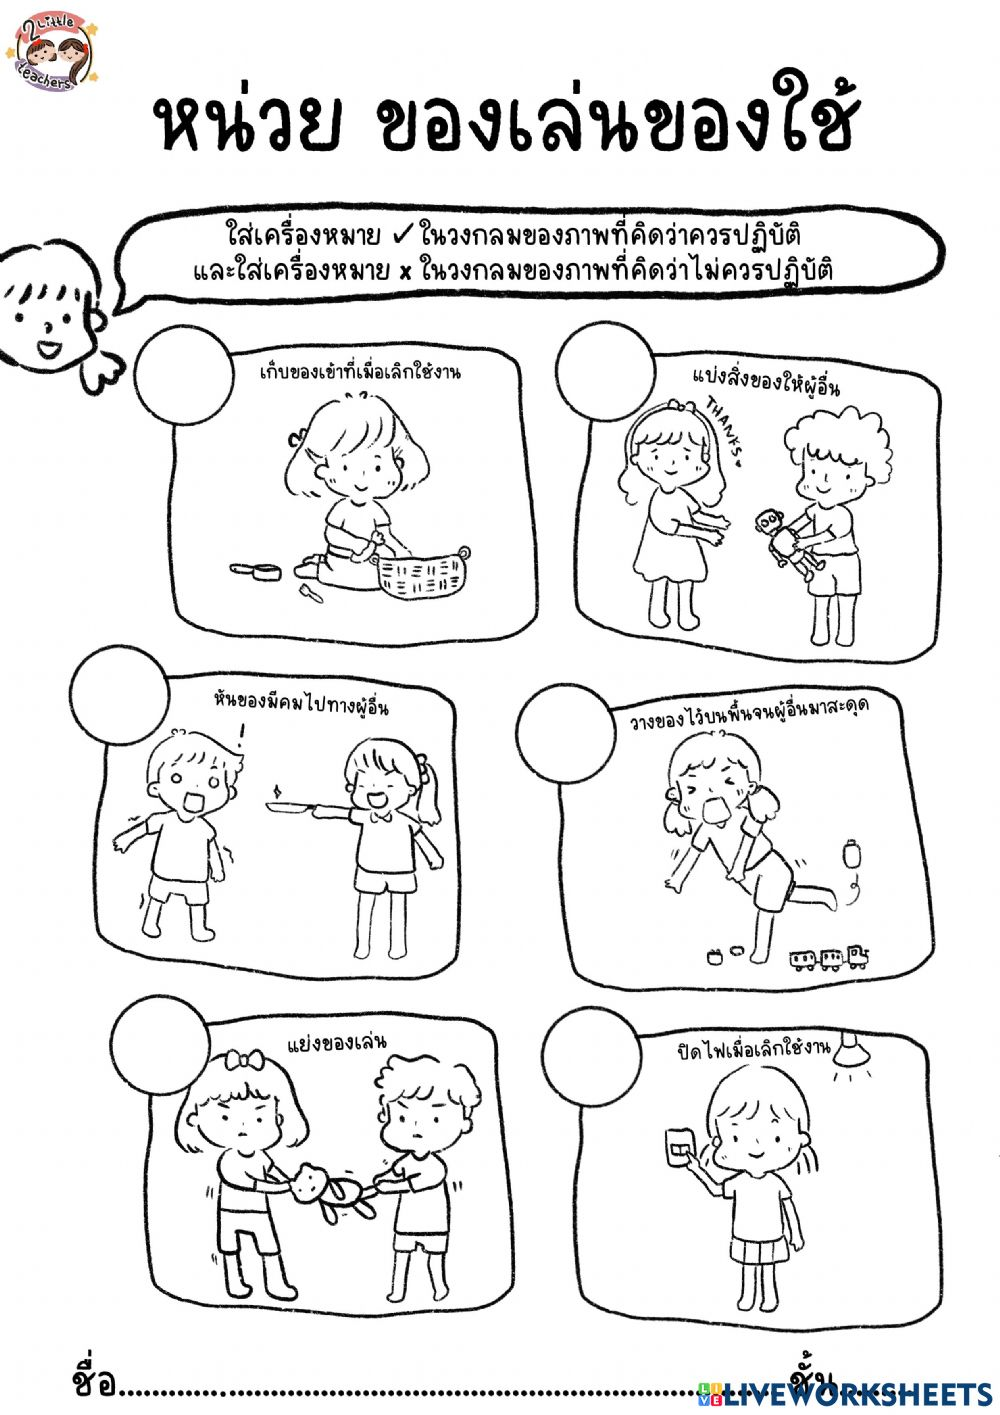 2 Little
teachers
หน่วย ของเล่นของใช้
ใส่เครื่องหมาย ✓ ในวงกลมของภาพที่คิดว่าควรปฏิบัติ
และใส่เครื่องหมาย x ในวงกลมของภาพที่คิดว่าไม่ควรปฏิบัติ
เก็บของเข้าที่เมื่อเลิกใช้งาน
แบ่งสิ่งของให้ผู้อื่น
THANKS
หันของมีคมไปทางผู้อื่น
!
วางของไว้บนพื้นจนผู้อื่นมาสะดุด
แย่งของเล่น
ปิดไฟเมื่อเลิกใช้งาน
ชื่อ.......................................................... ชั้น..........
LIVE LIVEWORKSHEETS